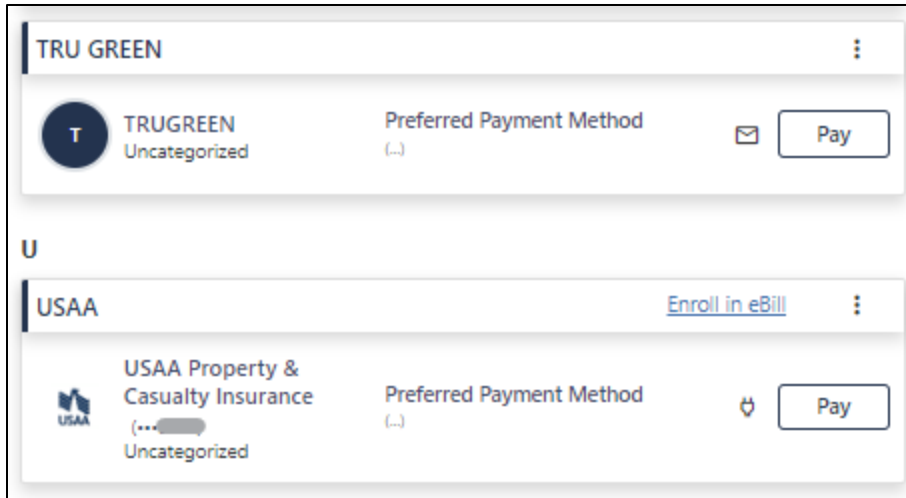 TRU GREEN
T
TRUGREEN
Uncategorized
Preferred Payment Method
(...)
Pay
U
USAA
Enroll in eBill
USAA
USAA Property &
Casualty Insurance
(•••
Uncategorized
Preferred Payment Method
(...)
Pay